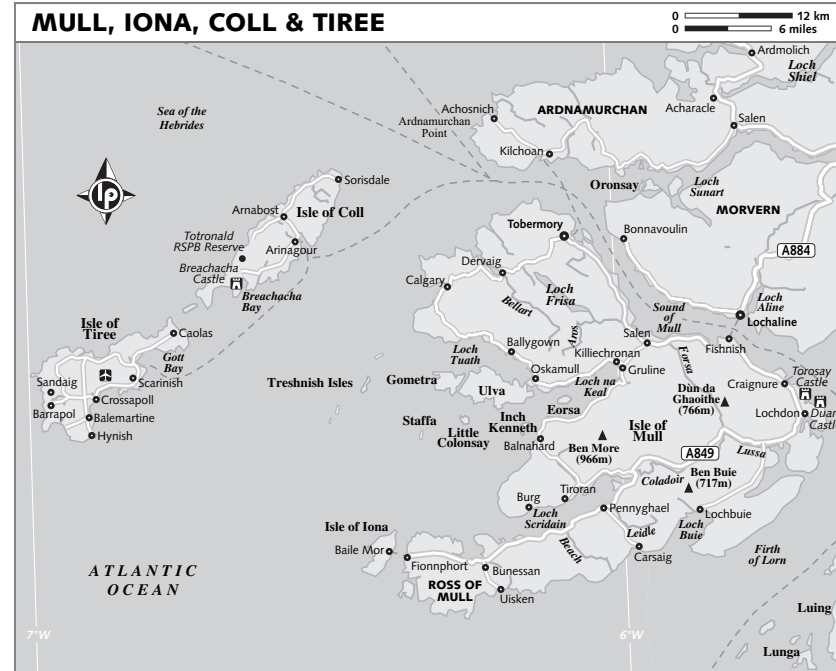 MULL, IONA, COLL & TIREE
0 12 km
0 6 miles
Ardmolich
Loch
Shiel
Sea of the
Hebrides
Achosnich
ARDNAMURCHAN
Acharacle
Ardnamurchan
Point
Salen
Kilchoan
lp
Sorisdale
Oronsay
Loch
Sunart
Arnabost
Isle of Coll
MORVERN
Tobermory
Bonnavoulin
Totronald
RSPB Reserve
Arinagour
A884
Dervaig
Breachacha
Castle
Calgary
Loch
Frisa
Breachacha
Bay
Bellart
Sound
of
Mull
Loch
Aline
Isle of
Tiree
Lochaline
Caolas
Aros
Salen
Ballygown
Fishnish
Gott
Bay
Loch
Tuath
Killiechronan
Forsa
Torosay
Castle
Gruline
Scarinish
Oskamull
Sandaig
Treshnish Isles
Gometra
Loch na
Keal
Craignure
Ulva
Dùn da
Ghaoithe
(766m)
Crossapoll
Barrapol
Eorsa
Lochdon
Duart
Castle
Balemartine
Staffa
Inch
Kenneth
Isle of
Mull
Little
Colonsay
Hynish
Balnahard
Ben More
(966m)
A849
Lussa
Ben Buie
(717m)
Coladoir
Tiroran
Burg
Pennyghael
Lochbuie
Loch
Scridain
Isle of Iona
Leidle
Loch
Buie
Baile Mor
Beach
Carsaig
Firth
of Lorn
Fionnphort
Bunessan
ATLANTIC
OCEAN
ROSS OF
MULL
Uisken
Luing
7°W
6°W
Lunga